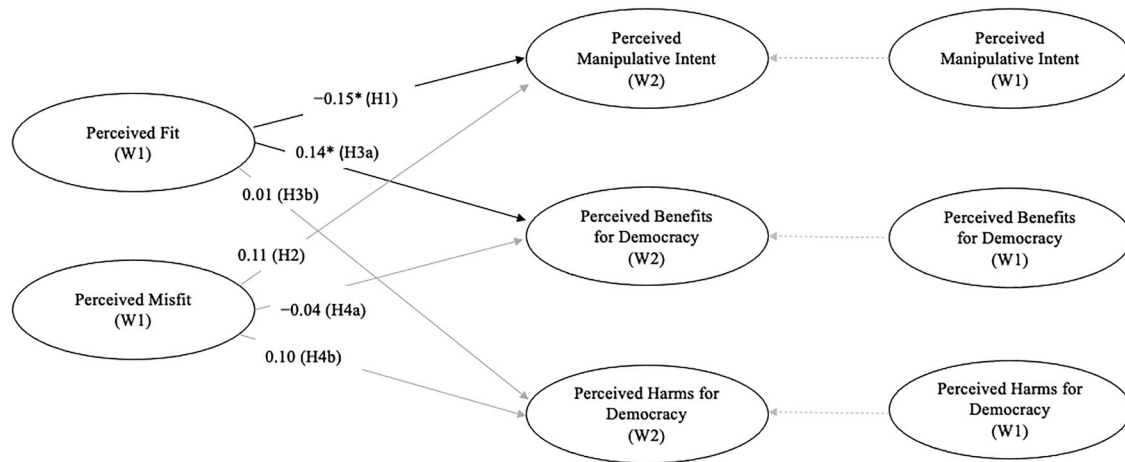 Perceived
Manipulative Intent
(W2)
Perceived
Manipulative Intent
(W1)
−0.15* (H1)
Perceived Fit
(W1)
0.14* (H3a)
0.01 (H3b)
Perceived Benefits
for Democracy
(W2)
Perceived Benefits
for Democracy
(W1)
0.11 (H2)
Perceived Misfit
(W1)
−0.04 (H4a)
0.10 (H4b)
Perceived Harms for
Democracy
(W2)
Perceived Harms for
Democracy
(W1)